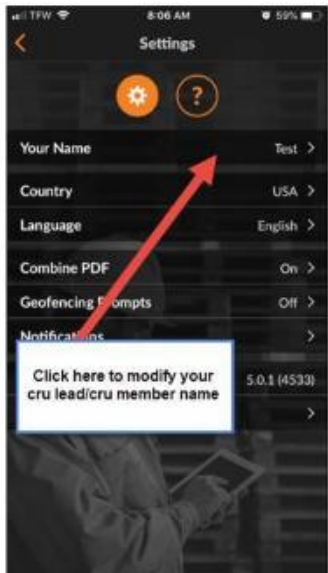 TFW 8:06 AM 59%
Settings
?
Your Name Test >
Country USA >
Language English >
Combine PDF On >
Geofencing Prompts Off >
Notifications >
Click here to modify your
cru lead/cru member name
5.0.1 (4533)
>